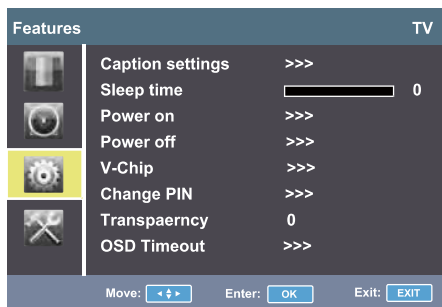 Features TV
Caption settings >>>
Sleep time 0
Power on >>>
Power off >>>
V-Chip >>>
Change PIN >>>
Transpaerncy 0
OSD Timeout >>>
Move: Enter: OK Exit: EXIT